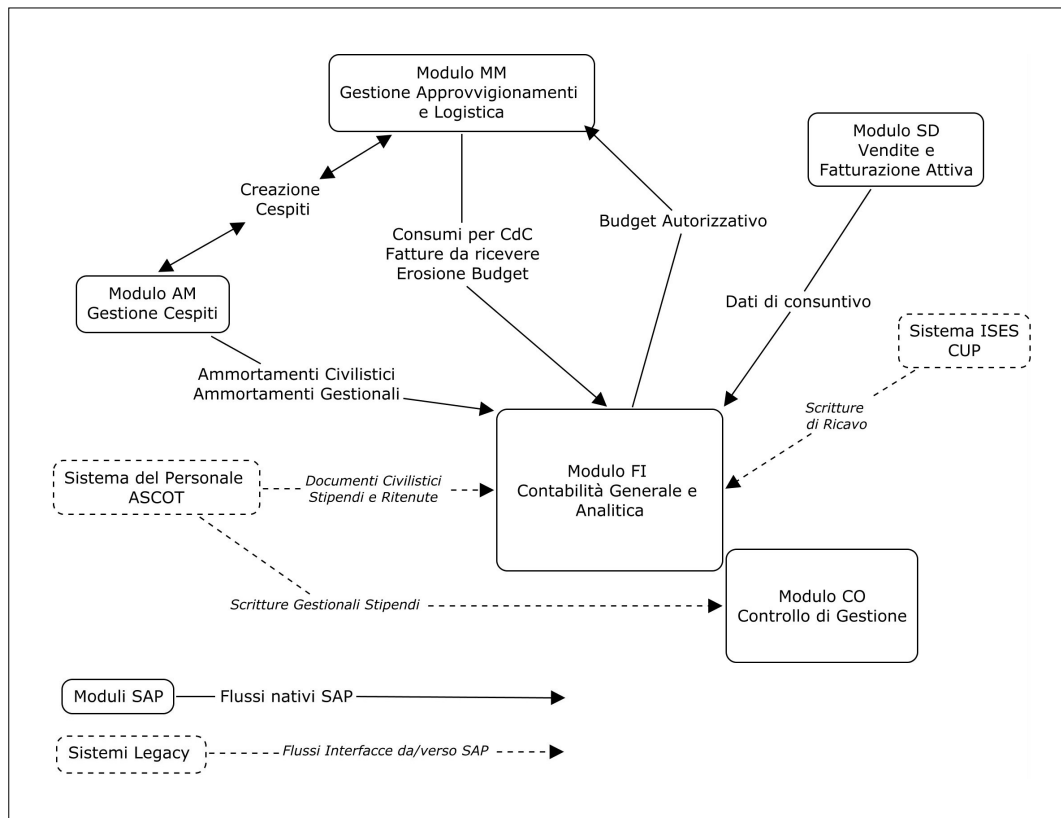 Modulo MM
Gestione Approvvigionamenti
e Logistica
Modulo SD
Vendite e
Fatturazione Attiva
Creazione
Cespiti
Budget Autorizzativo
Consumi per CdC
Fatture da ricevere
Erosione Budget
Modulo AM
Gestione Cespiti
Dati di consuntivo
Sistema ISES
CUP
Ammortamenti Civilistici
Ammortamenti Gestionali
Scritture
di Ricavo
Sistema del Personale
ASCOT
Documenti Civilistici
Stipendi e Ritenute
Modulo FI
Contabilità Generale e
Analitica
Scritture Gestionali Stipendi
Modulo CO
Controllo di Gestione
Moduli SAP
Flussi nativi SAP
Sistemi Legacy
Flussi Interfacce da/verso SAP